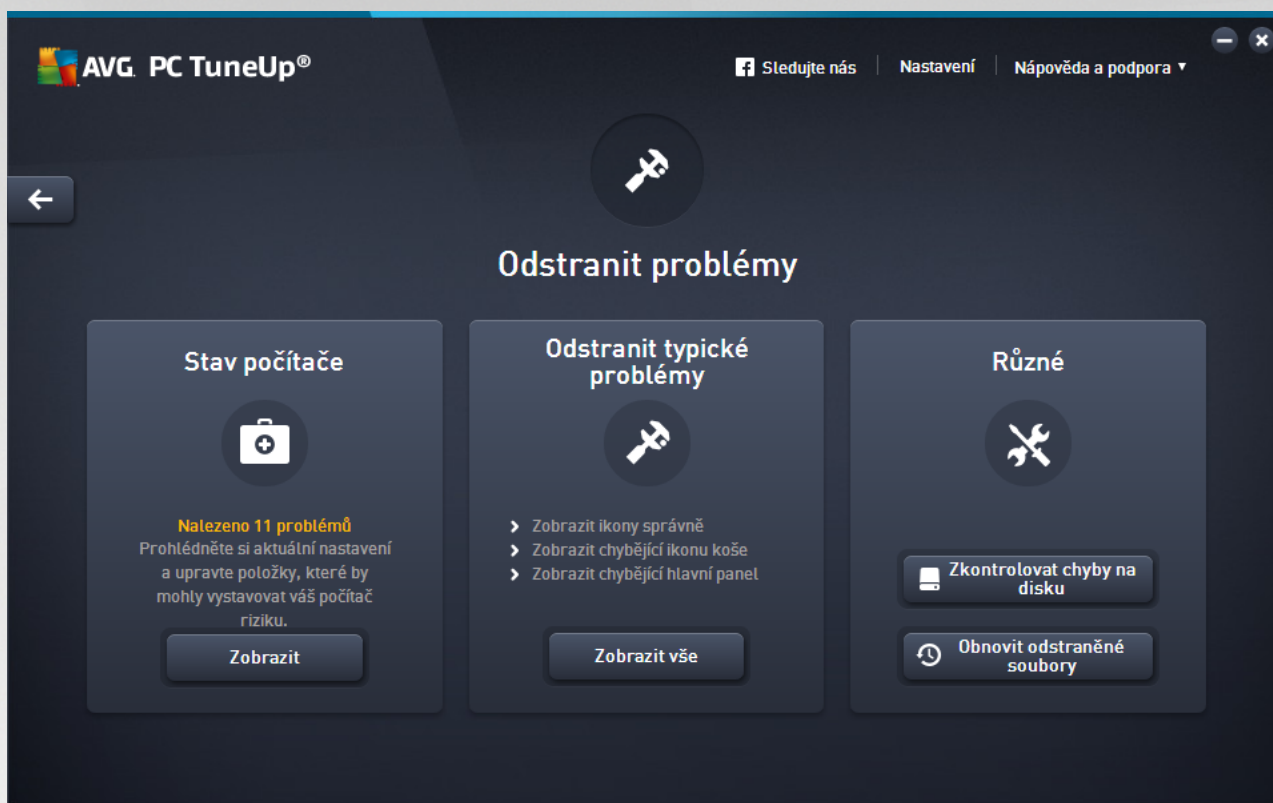 AVG. PC TuneUp®
Sledujte nás
Nastavení
Nápověda a podpora
Odstranit problémy
Stav počítače
Nalezeno 11 problémů
Prohlédněte si aktuální nastavení
a upravte položky, které by
mohly vystavovat váš počítač
riziku.
Zobrazit
Odstranit typické
problémy
Zobrazit ikony správně
Zobrazit chybějící ikonu koše
Zobrazit chybějící hlavní panel
Zobrazit vše
Různé
Zkontrolovat chyby na
disku
Obnovit odstraněné
soubory